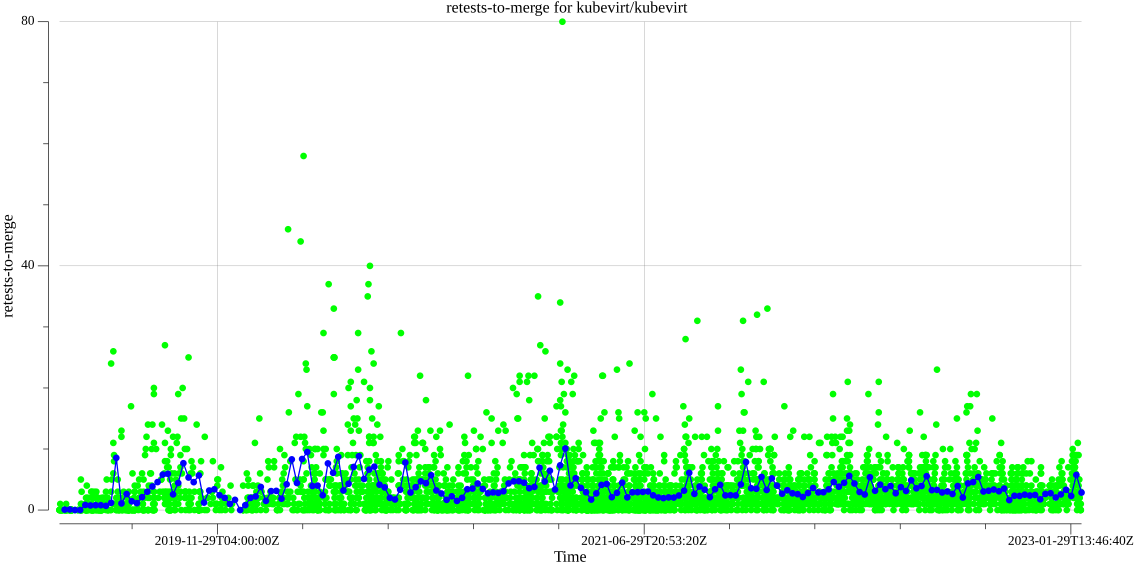 retests-to-merge for kubevirt/kubevirt
80
40
0
retests-to-merge
2019-11-29T04:00:00Z
2021-06-29T20:53:20Z
2023-01-29T13:46:40Z
Time